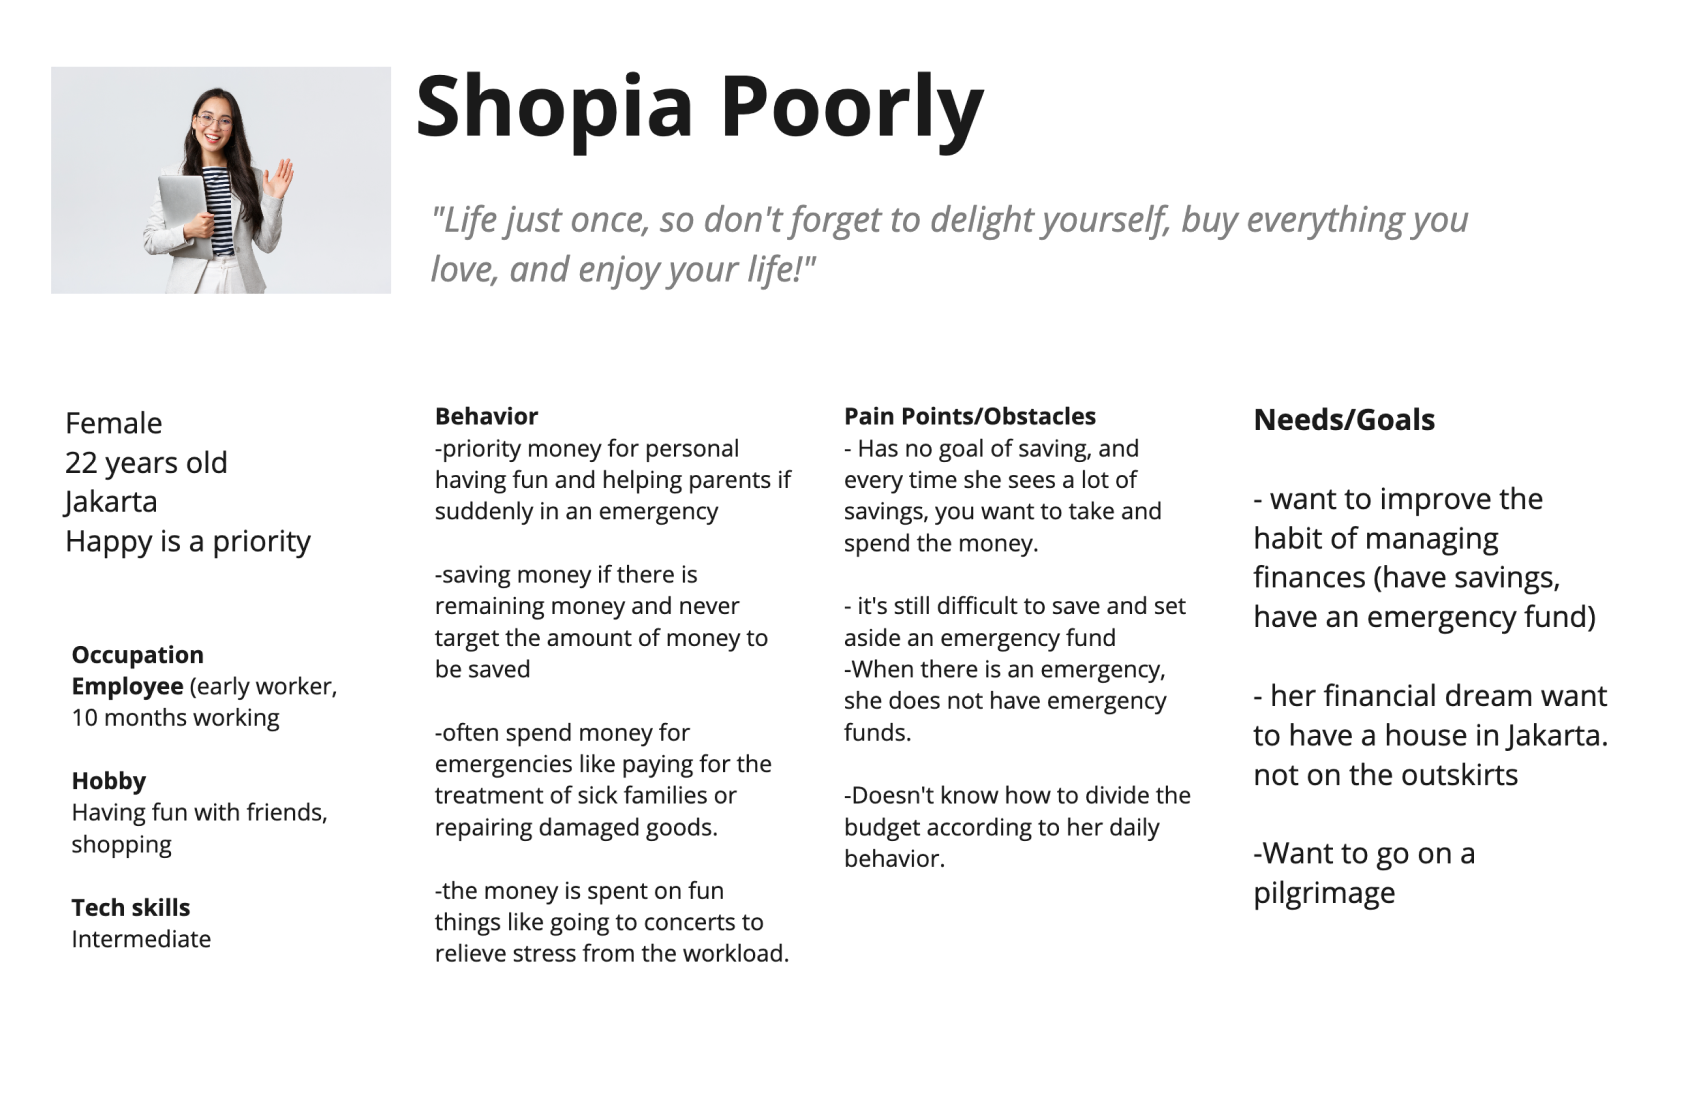 Shopia Poorly
"Life just once, so don't forget to delight yourself, buy everything you
love, and enjoy your life!"
Female
22 years old
Jakarta
Happy is a priority
Occupation
Employee (early worker,
10 months working
Hobby
Having fun with friends,
shopping
Tech skills
Intermediate
Behavior
-priority money for personal
having fun and helping parents if
suddenly in an emergency
-saving money if there is
remaining money and never
target the amount of money to
be saved
-often spend money for
emergencies like paying for the
treatment of sick families or
repairing damaged goods.
-the money is spent on fun
things like going to concerts to
relieve stress from the workload.
Pain Points/Obstacles
- Has no goal of saving, and
every time she sees a lot of
savings, you want to take and
spend the money.
- it's still difficult to save and set
aside an emergency fund
-When there is an emergency,
she does not have emergency
funds.
-Doesn't know how to divide the
budget according to her daily
behavior.
Needs/Goals
- want to improve the
habit of managing
finances (have savings,
have an emergency fund)
- her financial dream want
to have a house in Jakarta.
not on the outskirts
-Want to go on a
pilgrimage